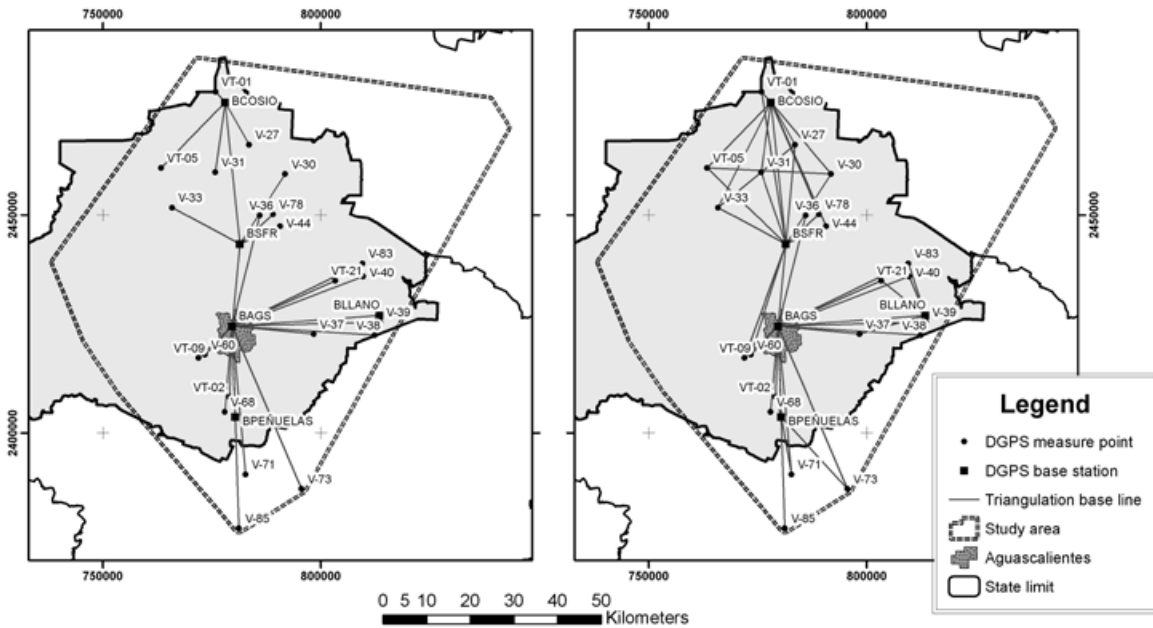 750000 800000 750000 800000
VT-01 VT-01
BCOSIO BCOSIO
V-27 V-27
VT-05 V-31 V-30 VT-05 V-31 V-30
V-33 V-36 V-78 V-33 V-36 V-78
V-44 V-44
2450000 2450000
BSFR BSFR
V-83 V-83
VT-21 V-40 VT-21 V-40
BLLANO BLLANO
BAGS V-39 BAGS V-39
V-37 V-38 V-37 V-38
V-60 V-60
VT-09 VT-09
VT-02 VT-02
V-68 V-68
BPEÑUELAS BPEÑUELAS
2400000 2400000
V-71 V-71
V-73 V-73
V-85 V-85
750000 800000 750000 800000
Legend
DGPS measure point
DGPS base station
Triangulation base line
Study area
Aguascalientes
State limit
0 5 10 20 30 40 50
Kilometers